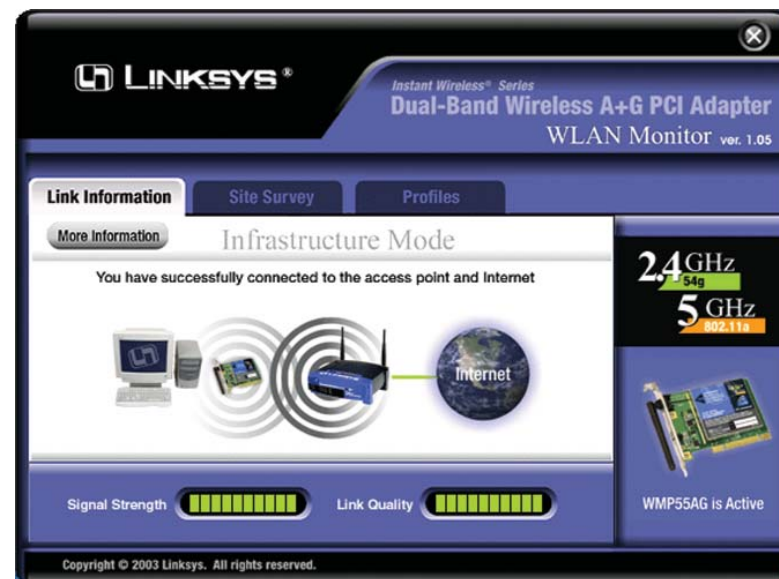 LINKSYS®
Instant Wireless® Series
Dual-Band Wireless A+G PCI Adapter
WLAN Monitor ver. 1.05
Link Information
Site Survey
Profiles
More Information
Infrastructure Mode
You have successfully connected to the access point and Internet
LINKSYS
Internet
2.4 GHz
54g
5 GHz
802.11a
Signal Strength
Link Quality
WMP55AG is Active
Copyright © 2003 Linksys. All rights reserved.